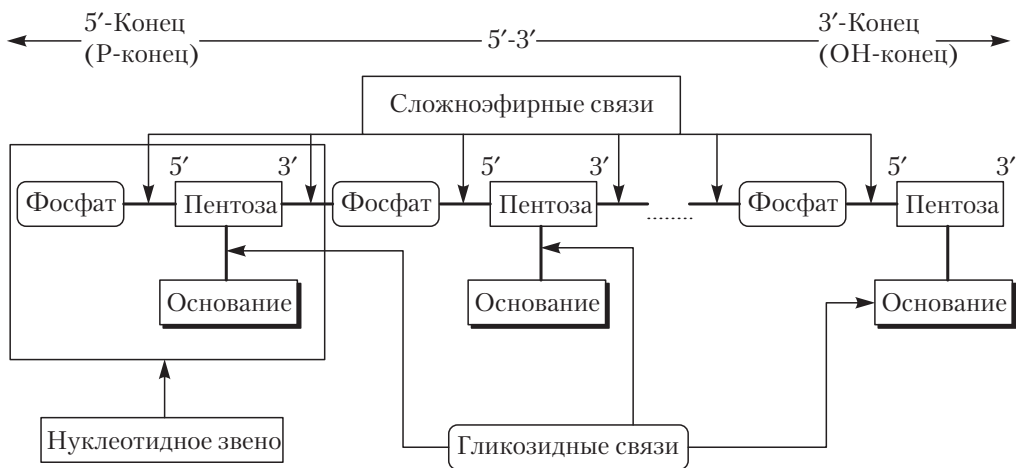 5′-Конец 5′-3′ 3′-Конец
(Р-конец) (ОН-конец)
Сложноэфирные связи
5′ 3′ 5′ 3′ 5′ 3′
Фосфат Пентоза Фосфат Пентоза Фосфат Пентоза
Основание Основание Основание
Нуклеотидное звено Гликозидные связи